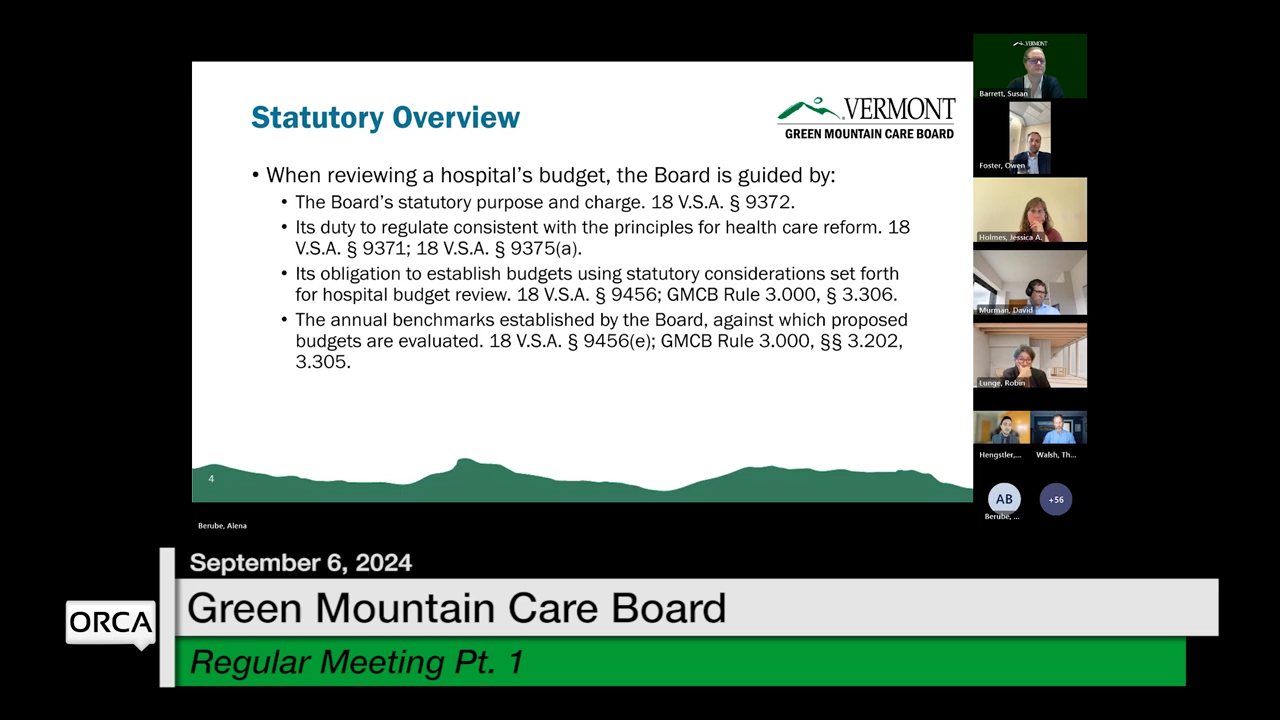 Statutory Overview
VERMONT
GREEN MOUNTAIN CARE BOARD
• When reviewing a hospital's budget, the Board is guided by:
• The Board's statutory purpose and charge. 18 V.S.A. § 9372.
• Its duty to regulate consistent with the principles for health care reform. 18
V.S.A. § 9371; 18 V.S.A. § 9375(a).
• Its obligation to establish budgets using statutory considerations set forth
for hospital budget review. 18 V.S.A. § 9456; GMCB Rule 3.000, § 3.306.
• The annual benchmarks established by the Board, against which proposed
budgets are evaluated. 18 V.S.A. § 9456(e); GMCB Rule 3.000, §§ 3.202,
3.305.
4
Berube, Alena
VERMONT
Barrett, Susan
Foster, Owen
Holmes, Jessica A.
Murman, David
Lunge, Robin
Hengstler,...
Walsh, Th...
AB
+56
Berube, ...
September 6, 2024
ORCA
Green Mountain Care Board
Regular Meeting Pt. 1